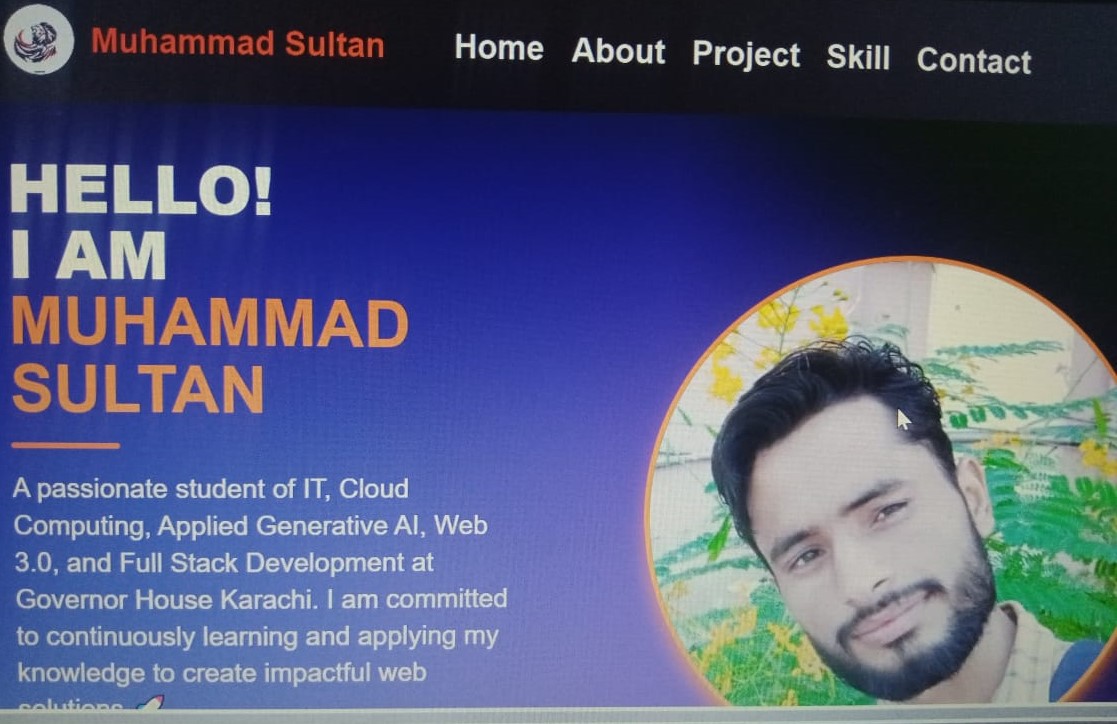 Muhammad Sultan
Home About Project Skill Contact
HELLO!
I AM
MUHAMMAD
SULTAN
A passionate student of IT, Cloud
Computing, Applied Generative AI, Web
3.0, and Full Stack Development at
Governor House Karachi. I am committed
to continuously learning and applying my
knowledge to create impactful web
solutions 🚀